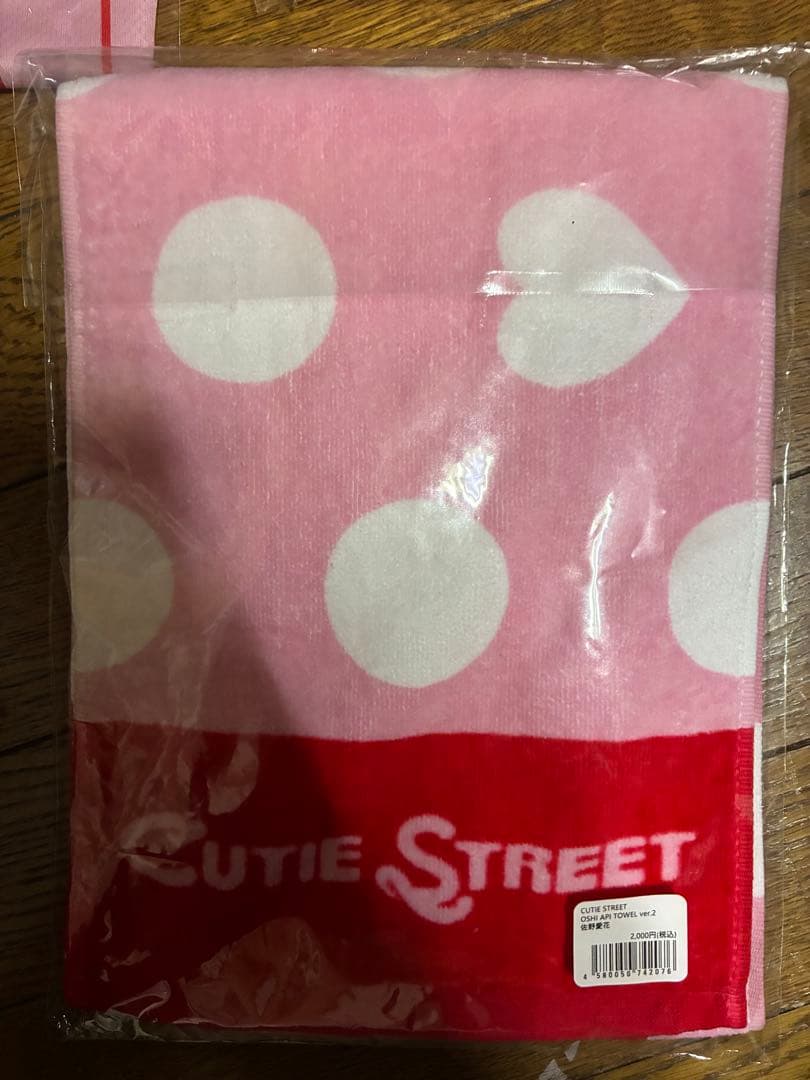 CUTIE STREET
CUTIE STREET
OSHI API TOWEL ver.2
佐野愛花
2,000円(税込)
4 580050 742076